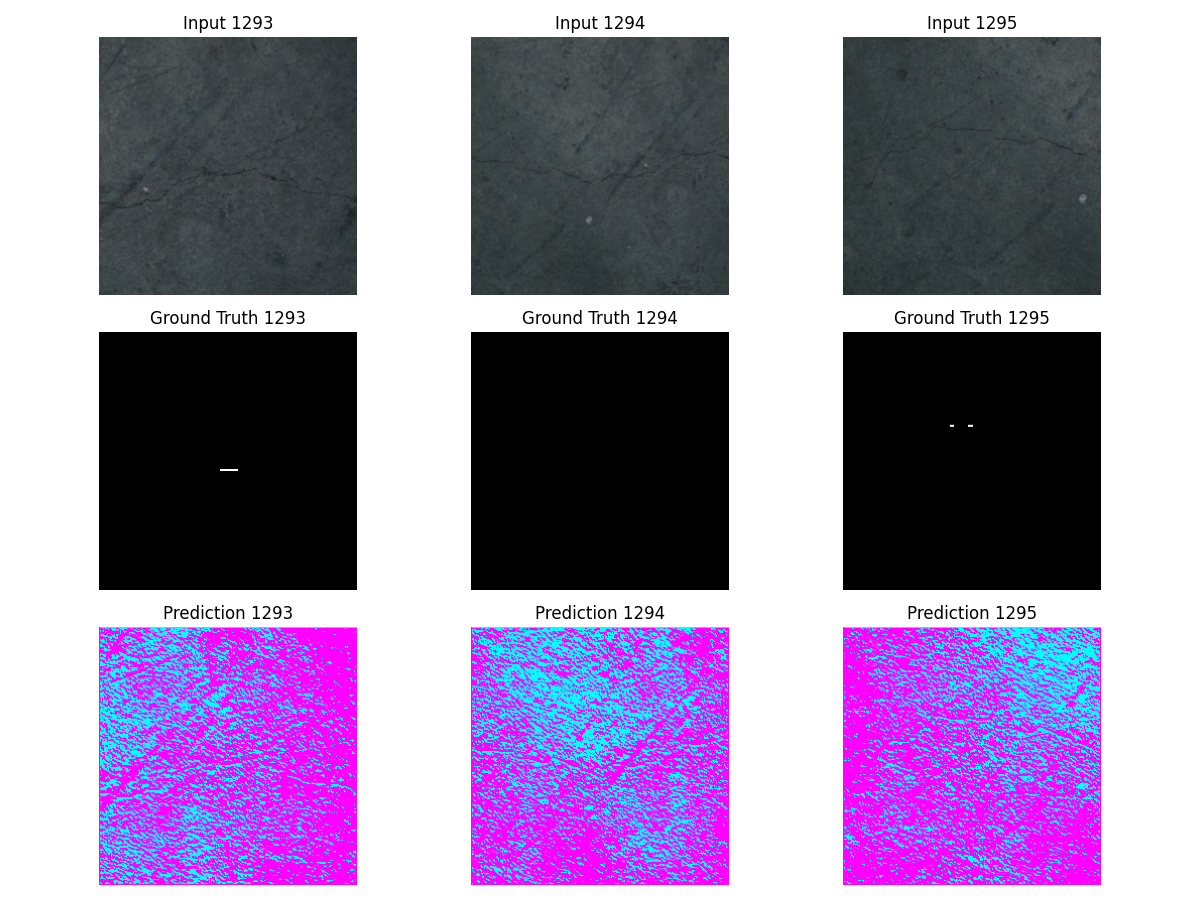 Input 1293
Input 1294
Input 1295
Ground Truth 1293
Ground Truth 1294
Ground Truth 1295
Prediction 1293
Prediction 1294
Prediction 1295